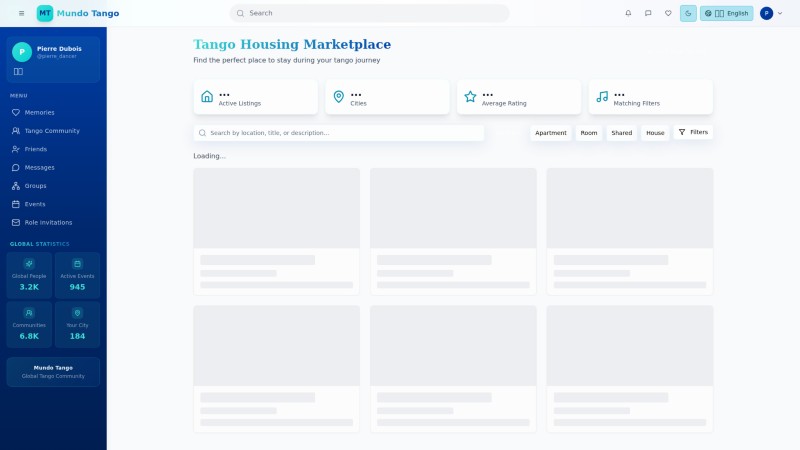 MT Mundo Tango
Search
English
P
P
Pierre Dubois
@pierre_dancer
MENU
Memories
Tango Community
Friends
Messages
Groups
Events
Role Invitations
GLOBAL STATISTICS
Global People
3.2K
Active Events
945
Communities
6.8K
Your City
184
Mundo Tango
Global Tango Community
Tango Housing Marketplace
Find the perfect place to stay during your tango journey
...
Active Listings
...
Cities
...
Average Rating
...
Matching Filters
Search by location, title, or description...
Apartment
Room
Shared
House
Filters
Loading...